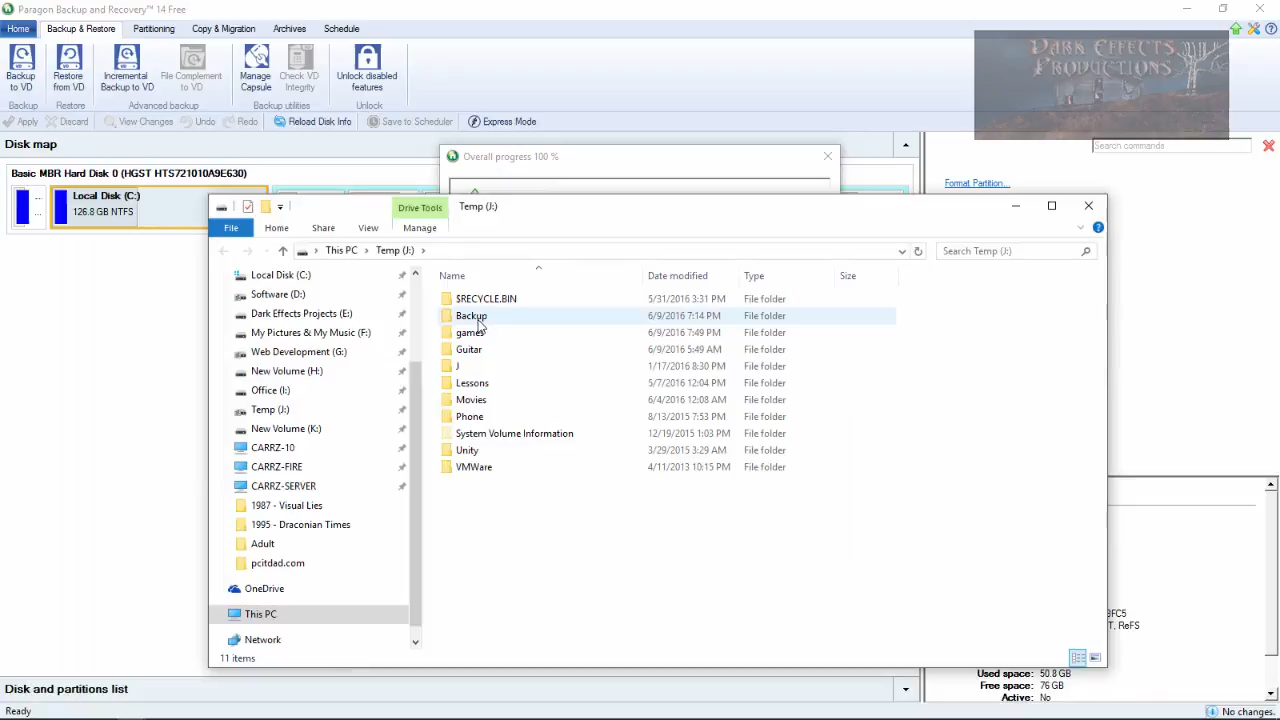 Paragon Backup and Recovery™ 14 Free
Home Backup & Restore Partitioning Copy & Migration Archives Schedule
DARK EFFECTS
PRODUCTIONS
Backup to VD
Restore from VD
Incremental Backup to VD
File Complement to VD
Manage Capsule
Check VD Integrity
Unlock disabled features
Backup Restore Advanced backup Backup utilities Unlock
Apply Discard View Changes Undo Redo Reload Disk Info Save to Scheduler Express Mode
Disk map
Search commands
Basic MBR Hard Disk 0 (HGST HTS721010A9E630)
Local Disk (C:)
126.8 GB NTFS
... 
...
Format Partition...
Overall progress 100 %
Drive Tools Temp (J:)
File Home Share View Manage
This PC Temp (J:) Search Temp (J:)
Name Date modified Type Size
Local Disk (C:)
Software (D:)
Dark Effects Projects (E:)
My Pictures & My Music (F:)
Web Development (G:)
New Volume (H:)
Office (I:)
Temp (J:)
New Volume (K:)
CARRZ-10
CARRZ-FIRE
CARRZ-SERVER
1987 - Visual Lies
1995 - Draconian Times
Adult
pcitdad.com
OneDrive
This PC
Network
$RECYCLE.BIN 5/31/2016 3:31 PM File folder
Backup 6/9/2016 7:14 PM File folder
games 6/9/2016 7:49 PM File folder
Guitar 6/9/2016 5:49 AM File folder
J 1/17/2016 8:30 PM File folder
Lessons 5/7/2016 12:04 PM File folder
Movies 6/4/2016 12:08 AM File folder
Phone 8/13/2015 7:53 PM File folder
System Volume Information 12/19/2015 1:03 PM File folder
Unity 3/29/2015 3:29 AM File folder
VMWare 4/11/2013 10:15 PM File folder
11 items
3FC5
T, ReFS
Used space: 50.8 GB
Free space: 76 GB
Active: No
Disk and partitions list
Ready
No changes.